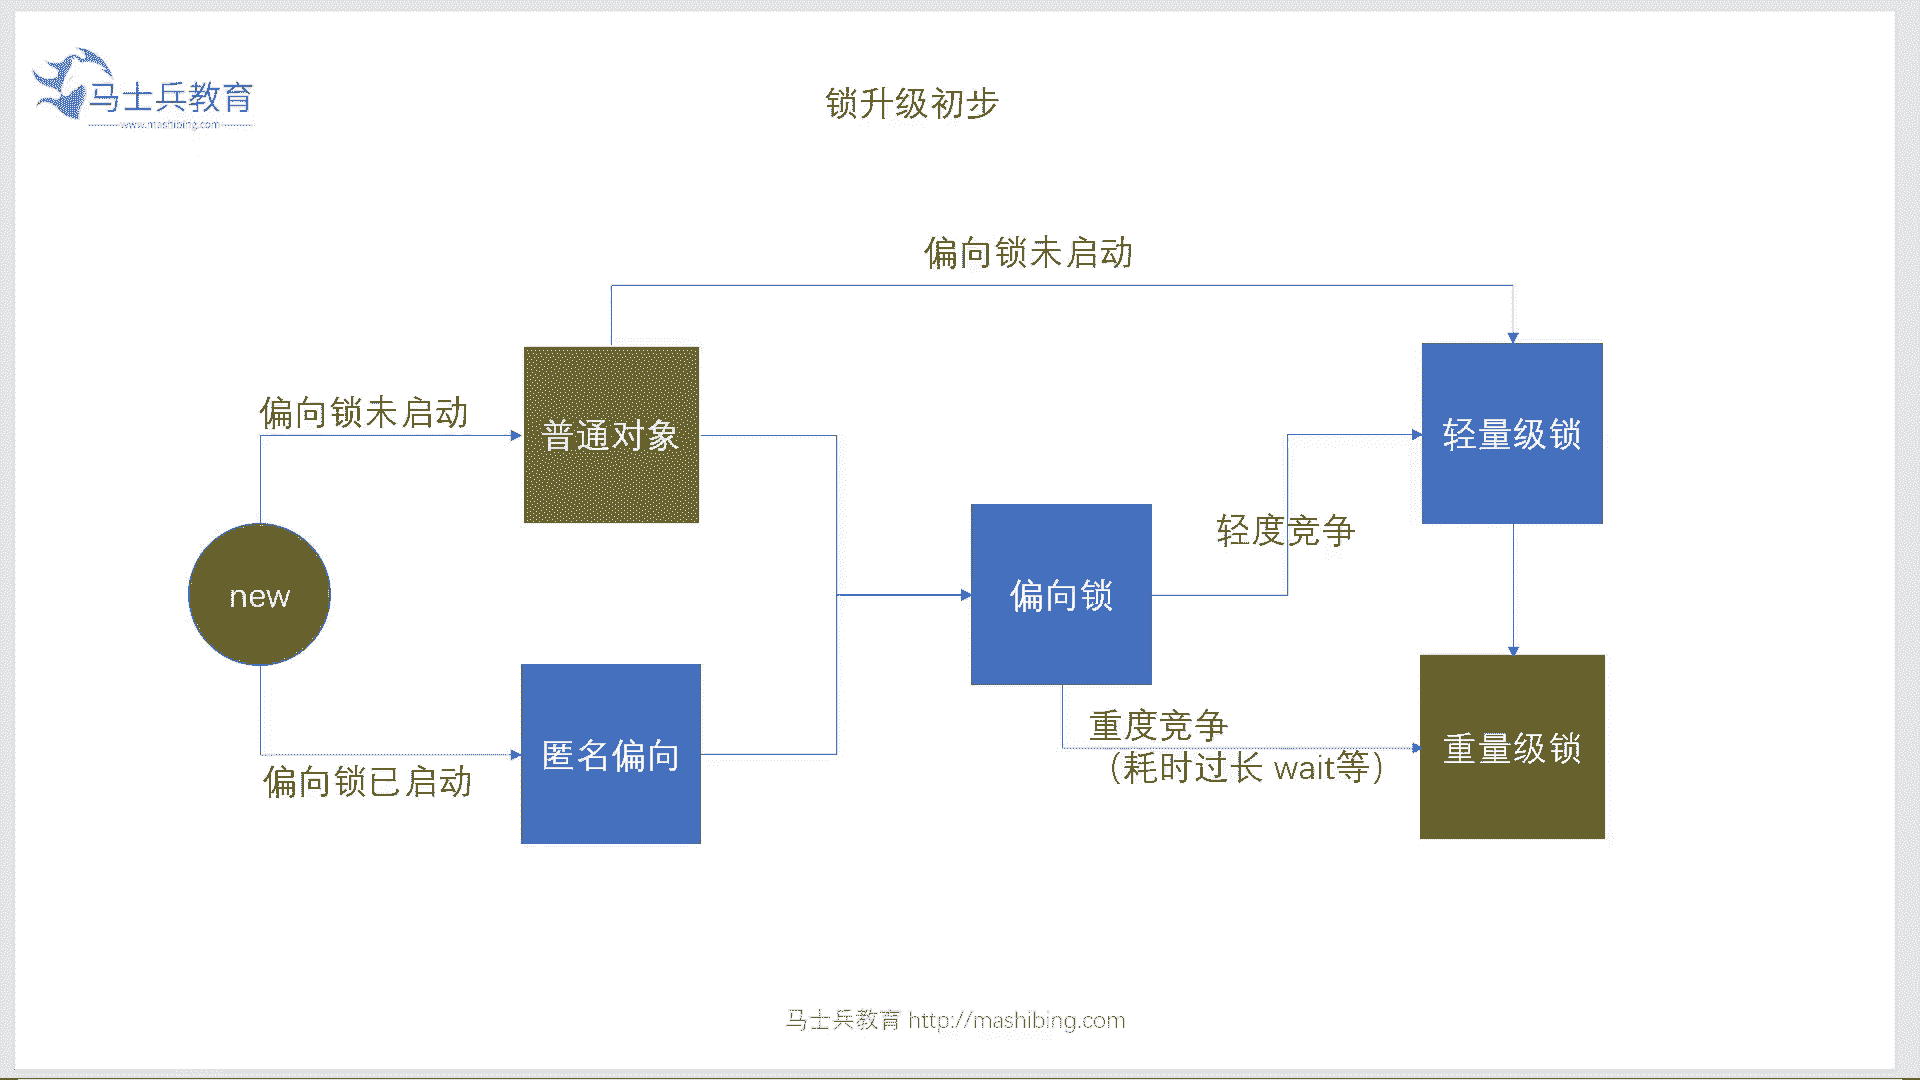 马士兵教育
www.mashibing.com
锁升级初步
偏向锁未启动
偏向锁未启动
普通对象
轻量级锁
轻度竞争
new
偏向锁
匿名偏向
偏向锁已启动
重度竞争
（耗时过长 wait等）
重量级锁
马士兵教育 http://mashibing.com